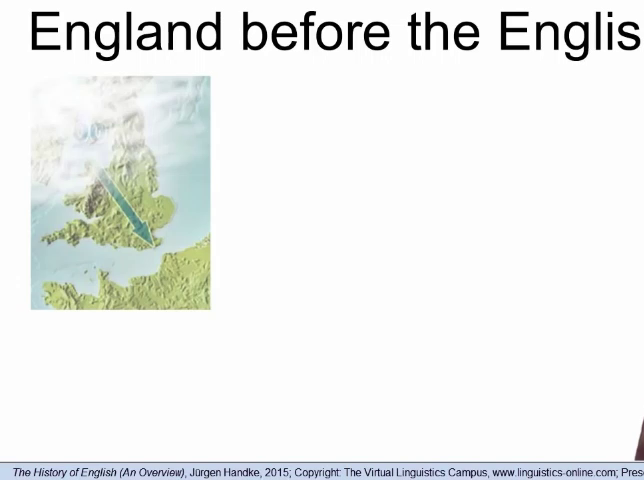 England before the Englis
The History of English (An Overview), Jürgen Handke, 2015; Copyright: The Virtual Linguistics Campus, www.linguistics-online.com; Pres